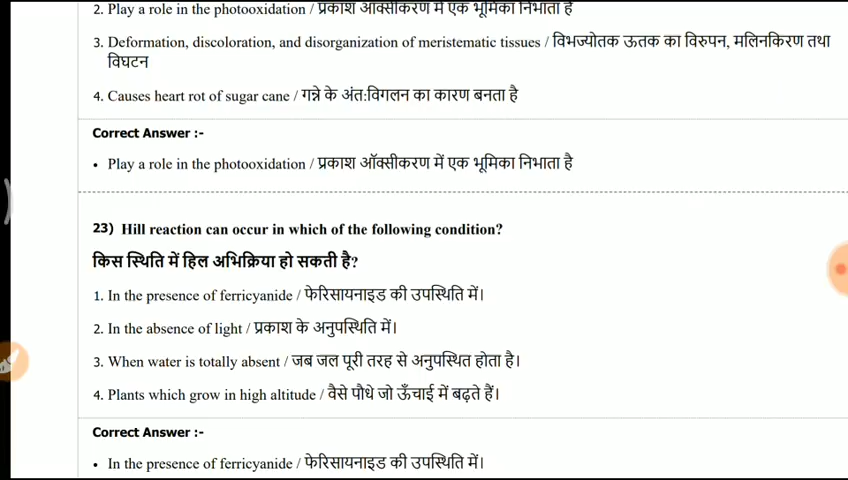 2. Play a role in the photooxidation / प्रकाश ऑक्सीकरण में एक भूमिका निभाता है
3. Deformation, discoloration, and disorganization of meristematic tissues / विभज्योतक ऊतक का विरुपन, मलिनकिरण तथा
विघटन
4. Causes heart rot of sugar cane / गन्ने के अंत:विगलन का कारण बनता है
Correct Answer :-
• Play a role in the photooxidation / प्रकाश ऑक्सीकरण में एक भूमिका निभाता है
23) Hill reaction can occur in which of the following condition?
किस स्थिति में हिल अभिक्रिया हो सकती है?
1. In the presence of ferricyanide / फेरिसायनाइड की उपस्थिति में।
2. In the absence of light / प्रकाश के अनुपस्थिति में।
3. When water is totally absent / जब जल पूरी तरह से अनुपस्थित होता है।
4. Plants which grow in high altitude / वैसे पौधे जो ऊँचाई में बढ़ते हैं।
Correct Answer :-
• In the presence of ferricyanide / फेरिसायनाइड की उपस्थिति में।